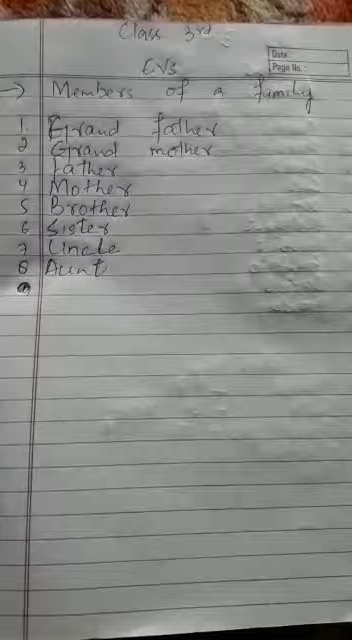 Class 3rd
EVS
Date
Page No.
→ Members of a family
1. Grand father
2 Grand mother
3 Father
4 Mother
5 Brother
6 Sister
7 Uncle
8 Aunt